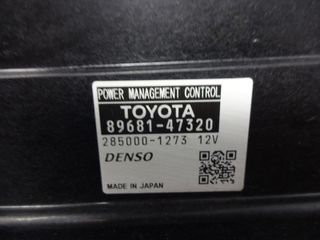 POWER MANAGEMENT CONTROL
TOYOTA
89681-47320
285000-1273 12V
DENSO
MADE IN JAPAN